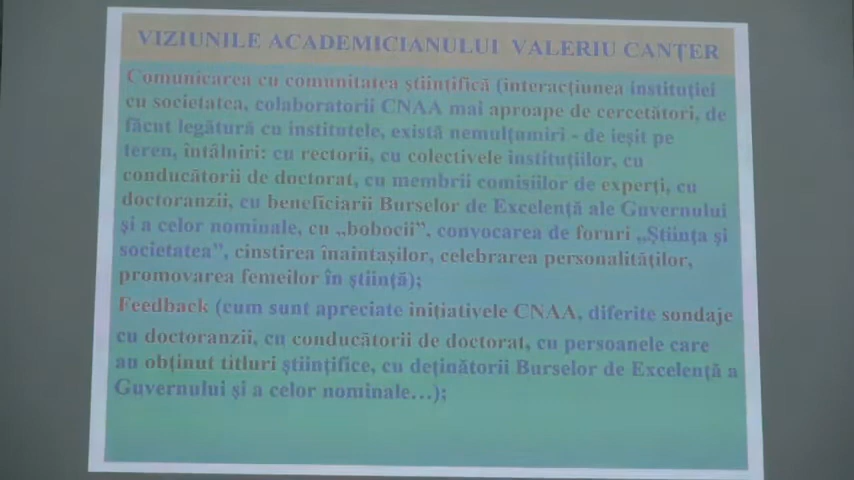 VIZIUNILE ACADEMICIANULUI VALERIU CANȚER
Comunicarea cu comunitatea științifică (interacțiunea instituției
cu societatea, colaboratorii CNAA mai aproape de cercetători, de
făcut legătură cu institutele, există nemulțumiri - de ieșit pe
teren, întâlniri: cu rectorii, cu colectivele instituțiilor, cu
conducătorii de doctorat, cu membrii comisiilor de experți, cu
doctoranzii, cu beneficiarii Burselor de Excelență ale Guvernului
și a celor nominale, cu „bobocii”, convocarea de foruri „Știința și
societatea”, cinstirea înaintașilor, celebrarea personalităților,
promovarea femeilor în știință);
Feedback (cum sunt apreciate inițiativele CNAA, diferite sondaje
cu doctoranzii, cu conducătorii de doctorat, cu persoanele care
au obținut titluri științifice, cu deținătorii Burselor de Excelență a
Guvernului și a celor nominale…);